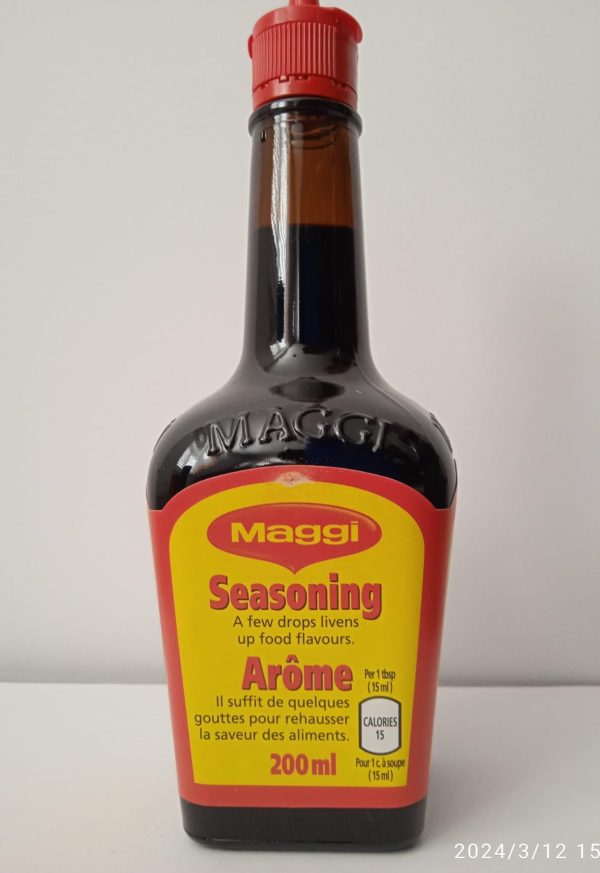 MAGGI
Maggi
Seasoning
A few drops livens
up food flavours.
Arôme
Il suffit de quelques
gouttes pour rehausser
la saveur des aliments.
200 ml
Per 1 tbsp
(15 ml)
CALORIES
15
Pour 1 c. à soupe
(15 ml)
2024/3/12 15